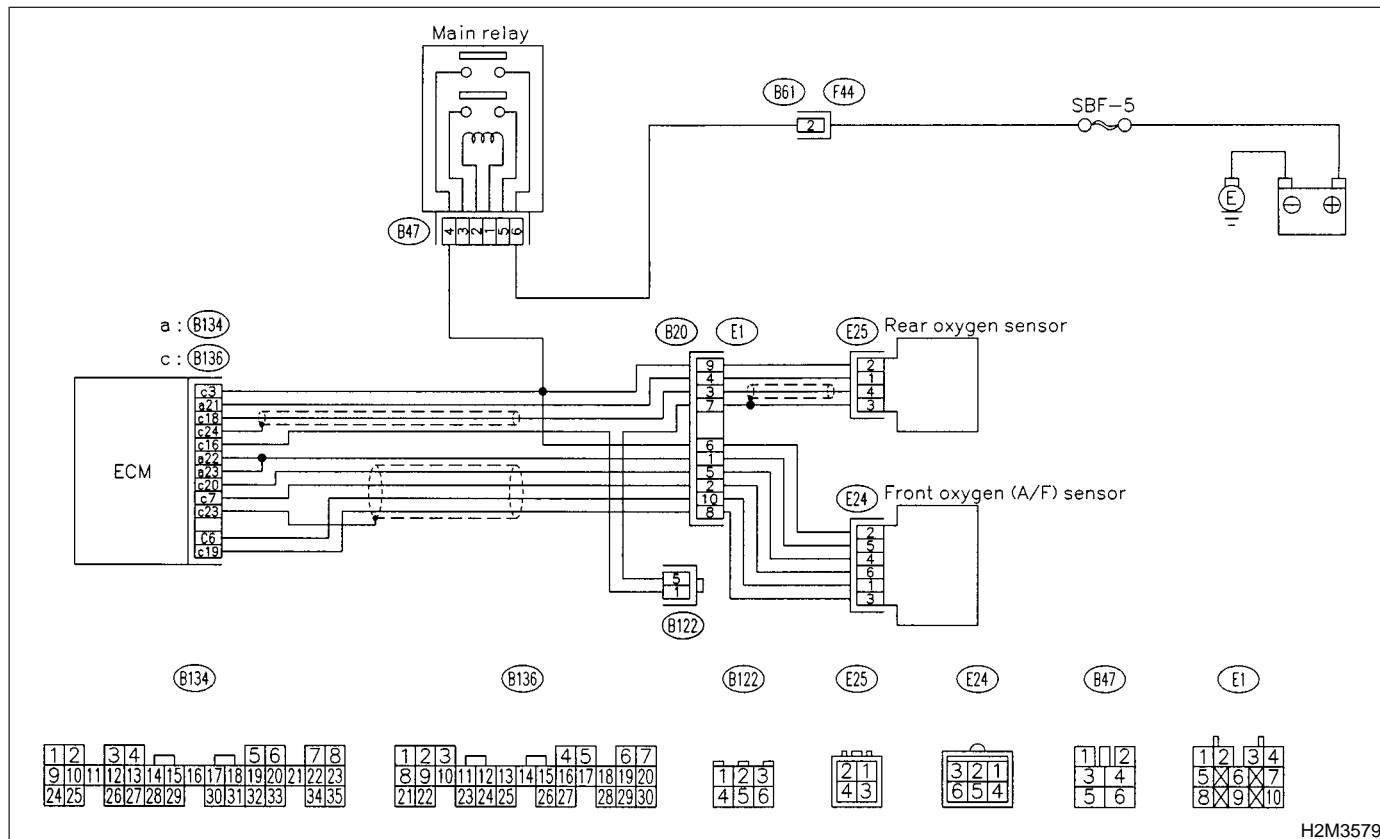 Main relay
B61 F44
SBF-5
2
E
⊖ ⊕
B47
4 3 2 1 5 6
a : B134
c : B136
B20 E1
E25 Rear oxygen sensor
ECM
c3
a21
c18
c24
c16
a22
a23
c20
c7
c23
C6
c19
9
4
3
7
6
1
5
2
10
8
2
1
4
3
E24 Front oxygen (A/F) sensor
2
5
4
6
1
3
5
1
B122
B134 B136 B122 E25 E24 B47 E1
1 2 3 4 5 6 7 8
9 10 11 12 13 14 15 16 17 18 19 20 21 22 23
24 25 26 27 28 29 30 31 32 33 34 35
1 2 3 4 5 6 7
8 9 10 11 12 13 14 15 16 17 18 19 20
21 22 23 24 25 26 27 28 29 30
1 2 3
4 5 6
2 1
4 3
3 2 1
6 5 4
1 2
3 4
5 6
1 2 3 4
5 6 7
8 9 10
H2M3579